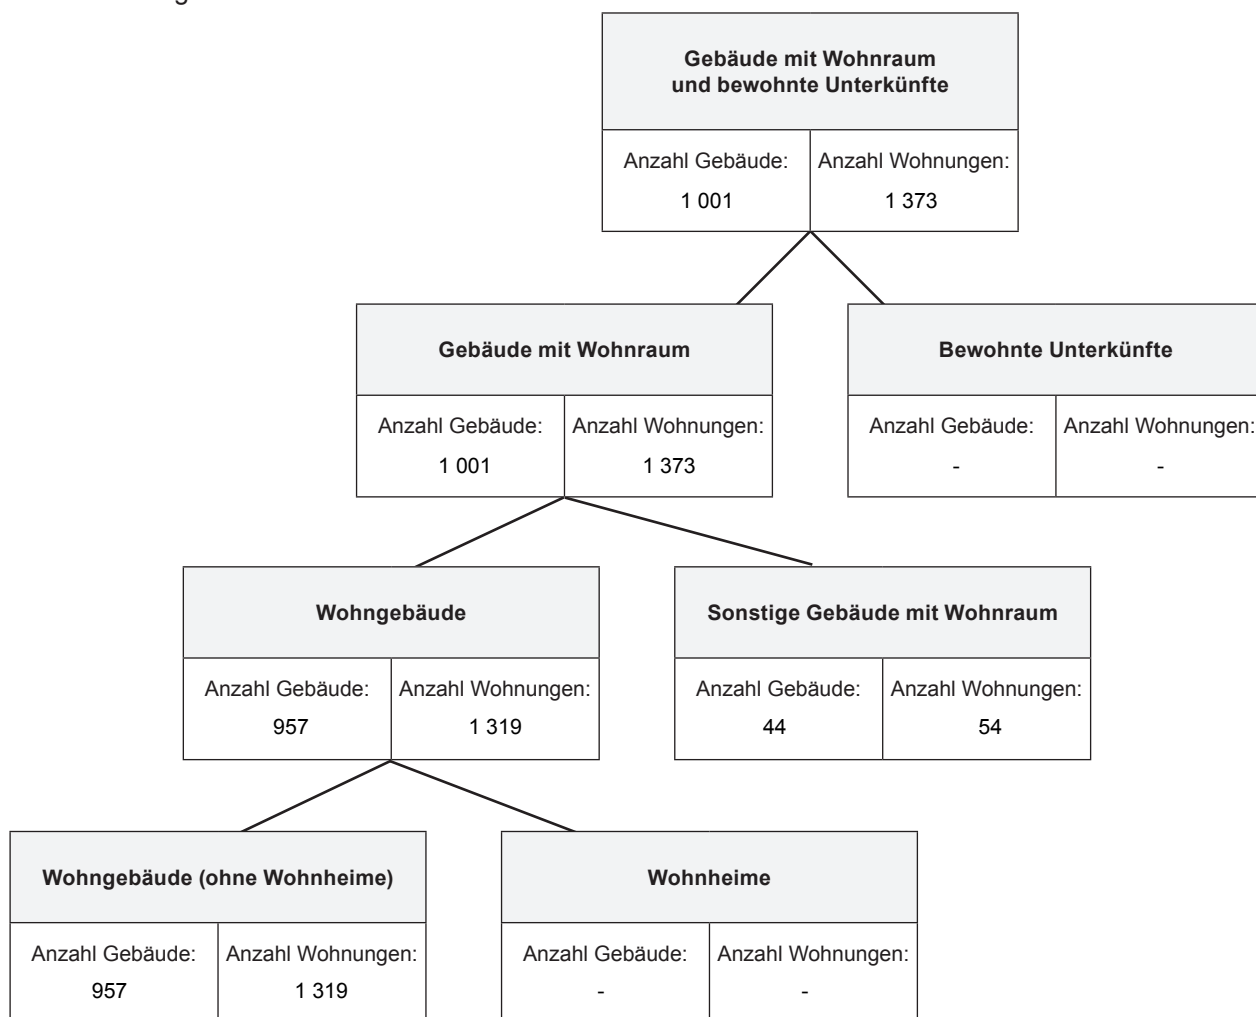 Gebäude mit Wohnraum
und bewohnte Unterkünfte
Anzahl Gebäude: Anzahl Wohnungen:
1 001 1 373
Gebäude mit Wohnraum Bewohnte Unterkünfte
Anzahl Gebäude: Anzahl Wohnungen: Anzahl Gebäude: Anzahl Wohnungen:
1 001 1 373 - -
Wohngebäude Sonstige Gebäude mit Wohnraum
Anzahl Gebäude: Anzahl Wohnungen: Anzahl Gebäude: Anzahl Wohnungen:
957 1 319 44 54
Wohngebäude (ohne Wohnheime) Wohnheime
Anzahl Gebäude: Anzahl Wohnungen: Anzahl Gebäude: Anzahl Wohnungen:
957 1 319 - -